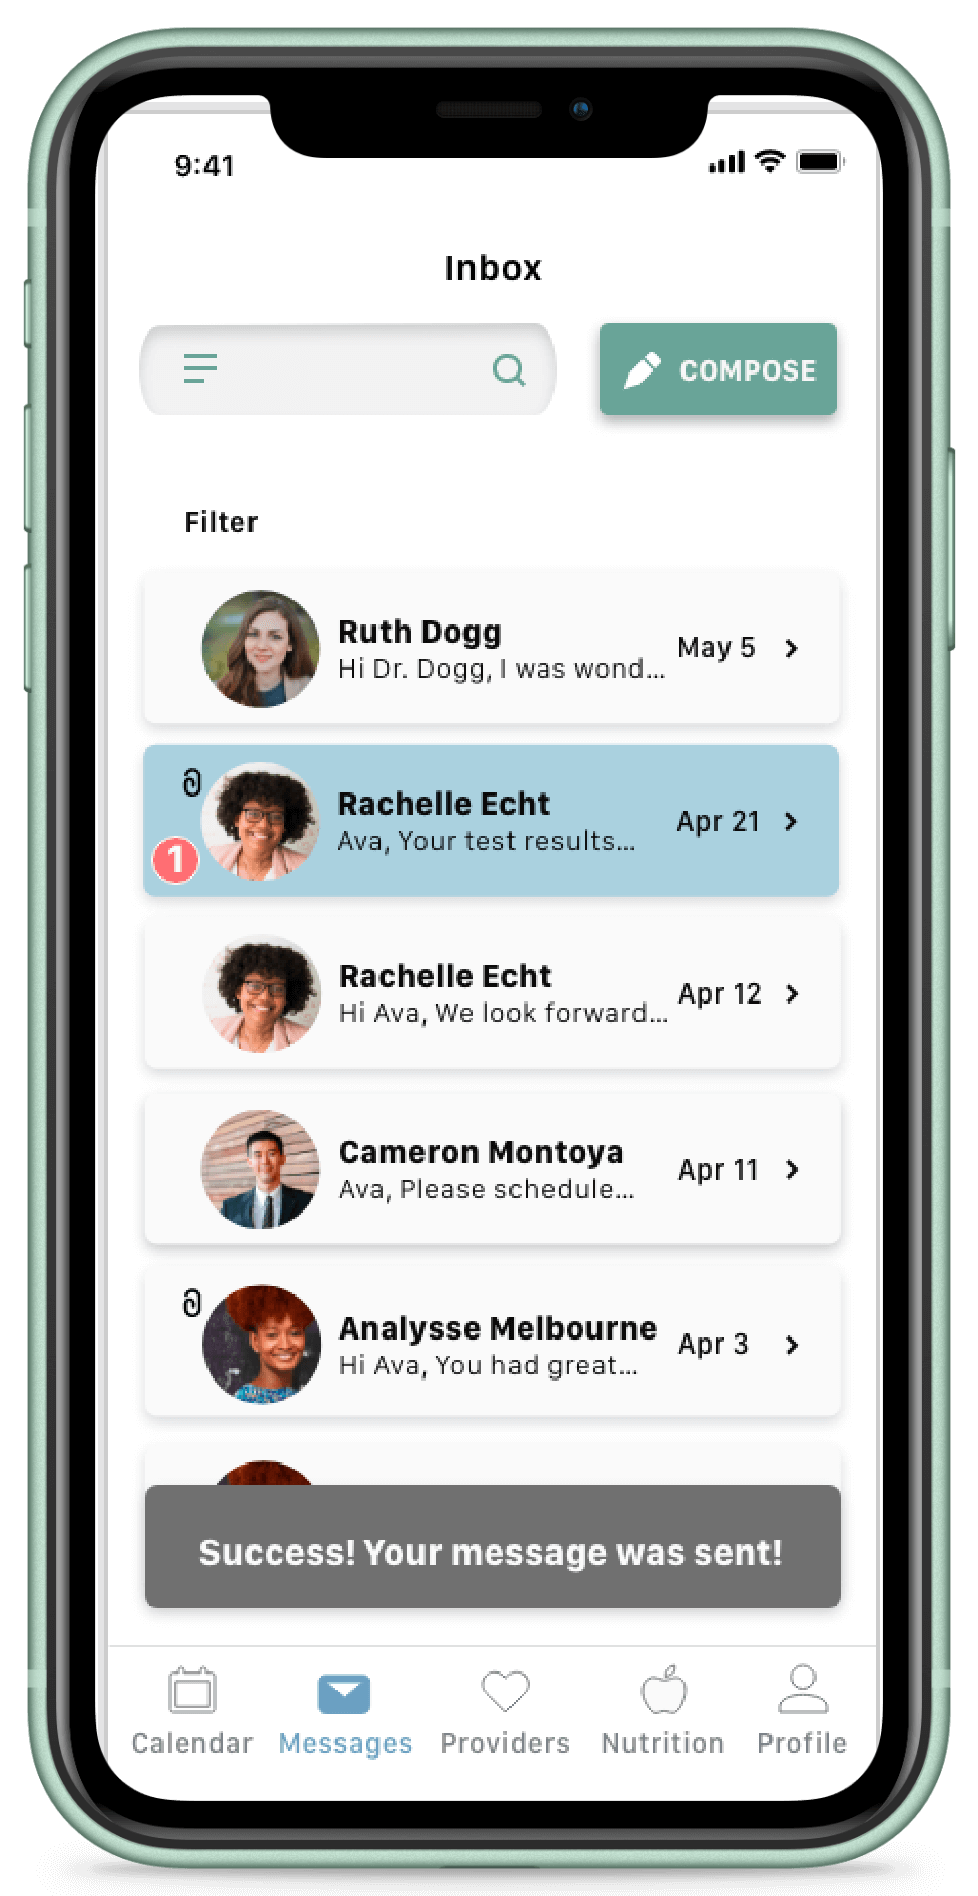 9:41
Inbox
COMPOSE
Filter
Ruth Dogg
Hi Dr. Dogg, I was wond...
May 5
Rachelle Echt
Ava, Your test results...
Apr 21
1
Rachelle Echt
Hi Ava, We look forward...
Apr 12
Cameron Montoya
Ava, Please schedule...
Apr 11
Analysse Melbourne
Hi Ava, You had great...
Apr 3
Success! Your message was sent!
Calendar
Messages
Providers
Nutrition
Profile